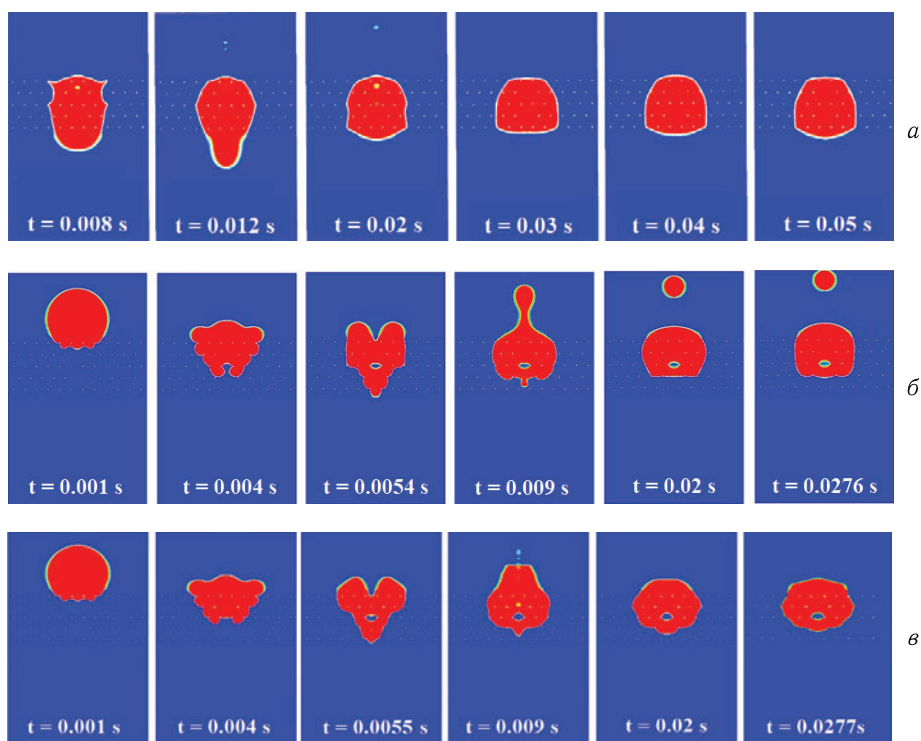 t = 0.008 s t = 0.012 s t = 0.02 s t = 0.03 s t = 0.04 s t = 0.05 s
а
t = 0.001 s t = 0.004 s t = 0.0054 s t = 0.009 s t = 0.02 s t = 0.0276 s
б
t = 0.001 s t = 0.004 s t = 0.0055 s t = 0.009 s t = 0.02 s t = 0.0277s
в